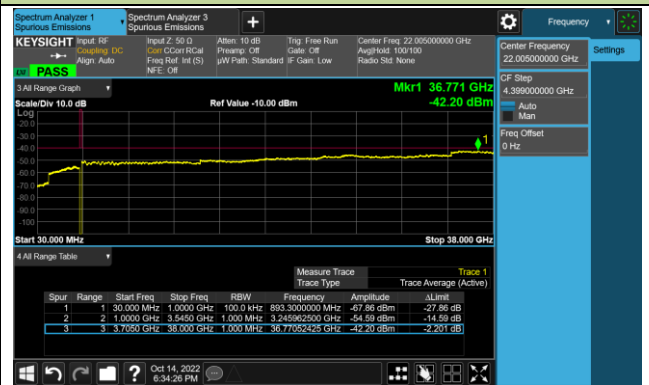 Spectrum Analyzer 1
Spurious Emissions
Spectrum Analyzer 3
Spurious Emissions
Frequency
KEYSIGHT
Input: RF
Coupling: DC
Align: Auto
Input Z: 50 Ω
Corr CCorr RCal
Freq Ref: Int (S)
NFE: Off
Atten: 10 dB
Preamp: Off
µW Path: Standard
Trig: Free Run
Gate: Off
IF Gain: Low
Center Freq: 22.005000000 GHz
Avg|Hold: 100/100
Radio Std: None
PASS
Center Frequency
22.005000000 GHz
Settings
CF Step
4.399000000 GHz
Auto
Man
Freq Offset
0 Hz
3 All Range Graph
Mkr1 36.771 GHz
Scale/Div 10.0 dB
Ref Value -10.00 dBm
-42.20 dBm
Log
-20.0
-30.0
-40.0
-50.0
-60.0
-70.0
-80.0
-90.0
-100
1
Start 30.000 MHz
Stop 38.000 GHz
4 All Range Table
Measure Trace Trace 1
Trace Type Trace Average (Active)
Spur Range Start Freq Stop Freq RBW Frequency Amplitude ΔLimit
1 1 30.000 MHz 1.0000 GHz 100.0 kHz 893.3000000 MHz -67.86 dBm -27.86 dB
2 2 1.0000 GHz 3.5450 GHz 1.000 MHz 3.245962500 GHz -54.59 dBm -14.59 dB
3 3 3.7050 GHz 38.000 GHz 1.000 MHz 36.77052425 GHz -42.20 dBm -2.201 dB
Oct 14, 2022
6:34:26 PM